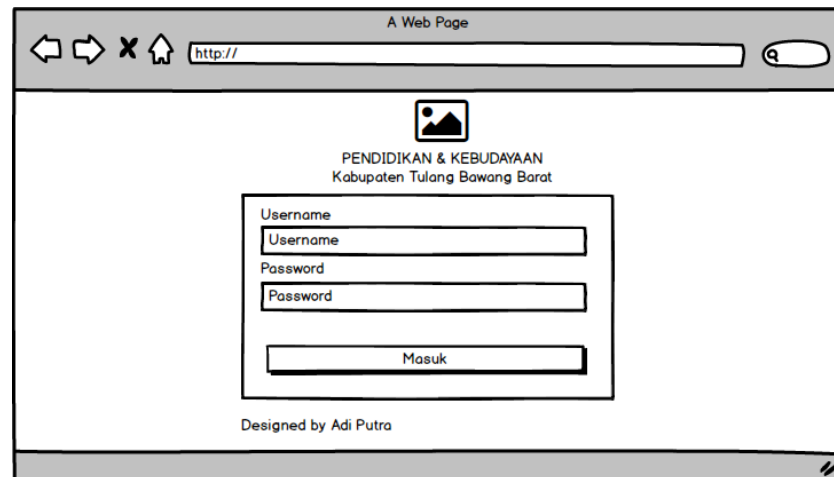 A Web Page
http://
PENDIDIKAN & KEBUDAYAAN
Kabupaten Tulang Bawang Barat
Username
Username
Password
Password
Masuk
Designed by Adi Putra